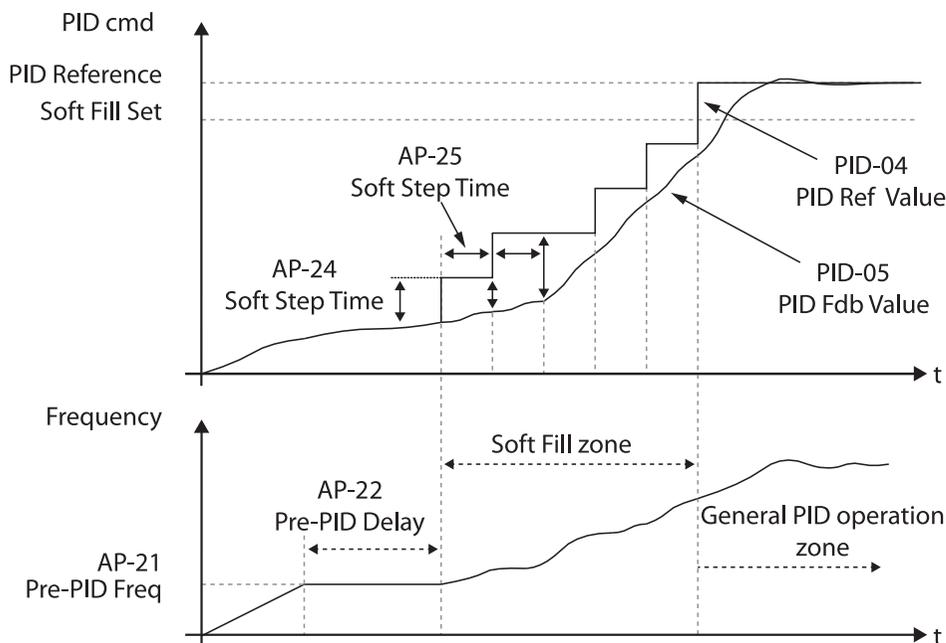 PID cmd
PID Reference
Soft Fill Set
AP-25
Soft Step Time
PID-04
PID Ref Value
AP-24
Soft Step Time
PID-05
PID Fdb Value
t
Frequency
Soft Fill zone
AP-22
Pre-PID Delay
General PID operation
zone
AP-21
Pre-PID Freq
t